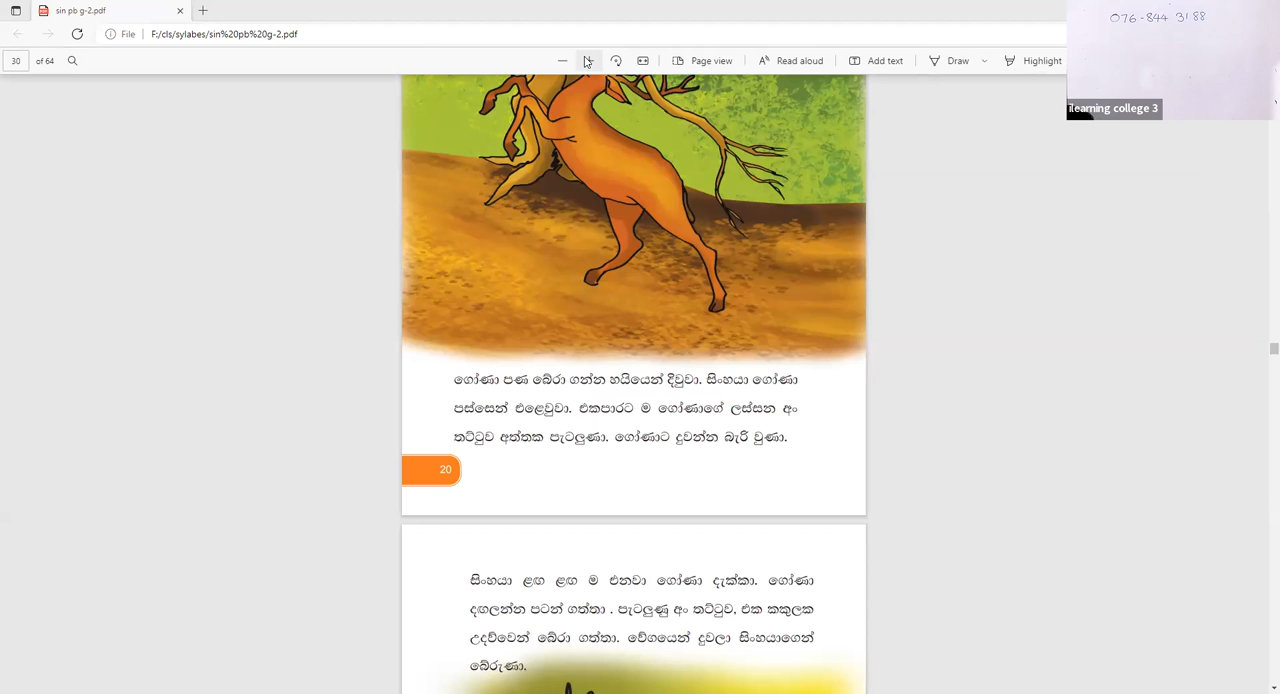 sin pb g-2.pdf
File
F:/cls/sylabes/sin%20pb%20g-2.pdf
30 of 64
Page view
Read aloud
Add text
Draw
Highlight
076-844 3188
ilearning college 3
ගෝණා පණ බේරා ගන්න හයියෙන් දිවුවා. සිංහයා ගෝණා
පස්සෙන් එළෙවුවා. එකපාරට ම ගෝණාගේ ලස්සන අං
තට්ටුව අත්තක පැටලුණා. ගෝණාට දුවන්න බැරි වුණා.
20
සිංහයා ළඟ ළඟ ම එනවා ගෝණා දැක්කා. ගෝණා
දඟලන්න පටන් ගත්තා . පැටලුණු අං තට්ටුව, එක කකුලක
උදව්වෙන් බේරා ගත්තා. වේගයෙන් දුවලා සිංහයාගෙන්
බේරුණා.